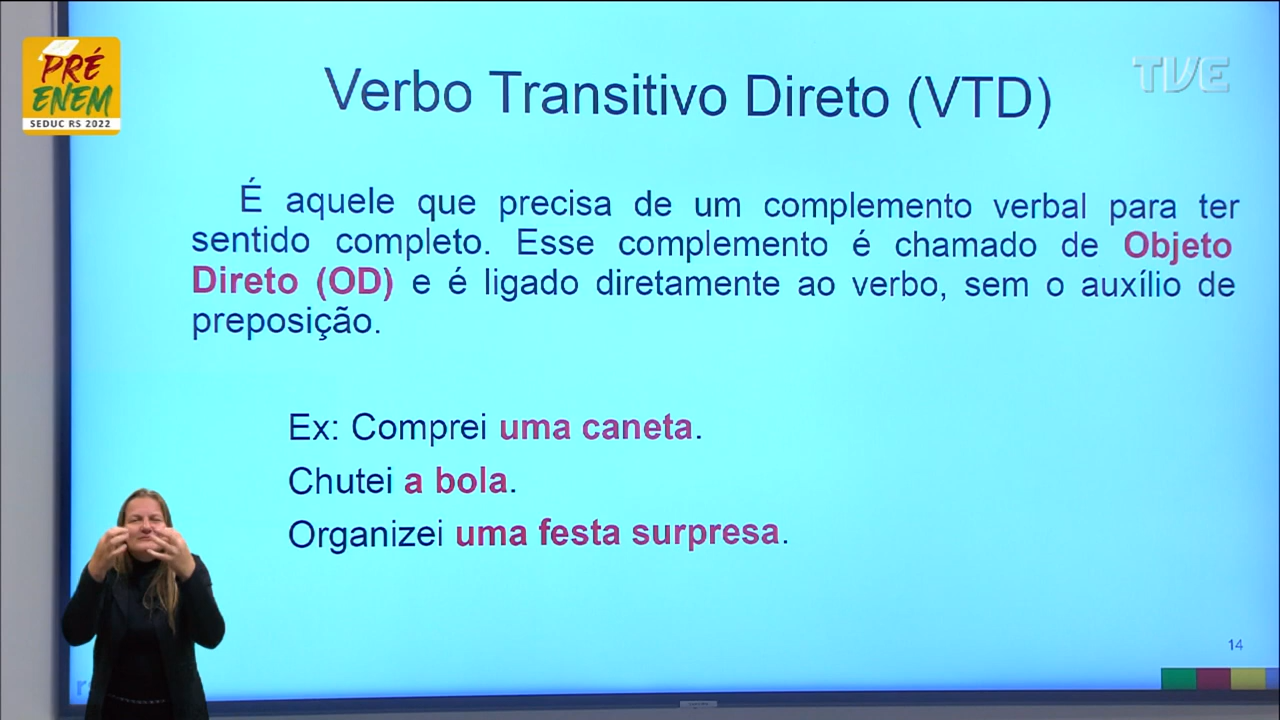 PRÉ
ENEM
SEDUC RS 2022
TVE
Verbo Transitivo Direto (VTD)
É aquele que precisa de um complemento verbal para ter
sentido completo. Esse complemento é chamado de Objeto
Direto (OD) e é ligado diretamente ao verbo, sem o auxílio de
preposição.
Ex: Comprei uma caneta.
Chutei a bola.
Organizei uma festa surpresa.
14